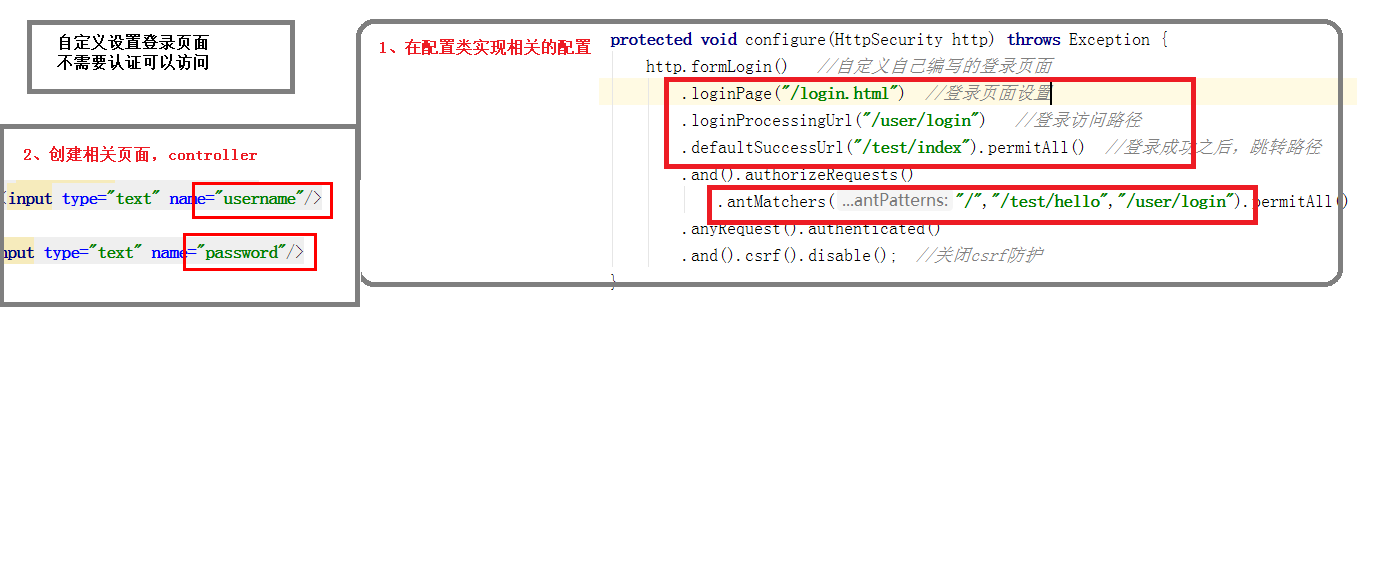 自定义设置登录页面
不需要认证可以访问
1、在配置类实现相关的配置
protected void configure(HttpSecurity http) throws Exception {
http.formLogin() //自定义自己编写的登录页面
.loginPage("/login.html") //登录页面设置
.loginProcessingUrl("/user/login") //登录访问路径
.defaultSuccessUrl("/test/index").permitAll() //登录成功之后，跳转路径
.and().authorizeRequests()
.antMatchers( ...antPatterns: "/","/test/hello","/user/login").permitAll()
.anyRequest().authenticated()
.and().csrf().disable(); //关闭csrf防护
}
2、创建相关页面，controller
<input type="text" name="username"/>
nput type="text" name="password"/>